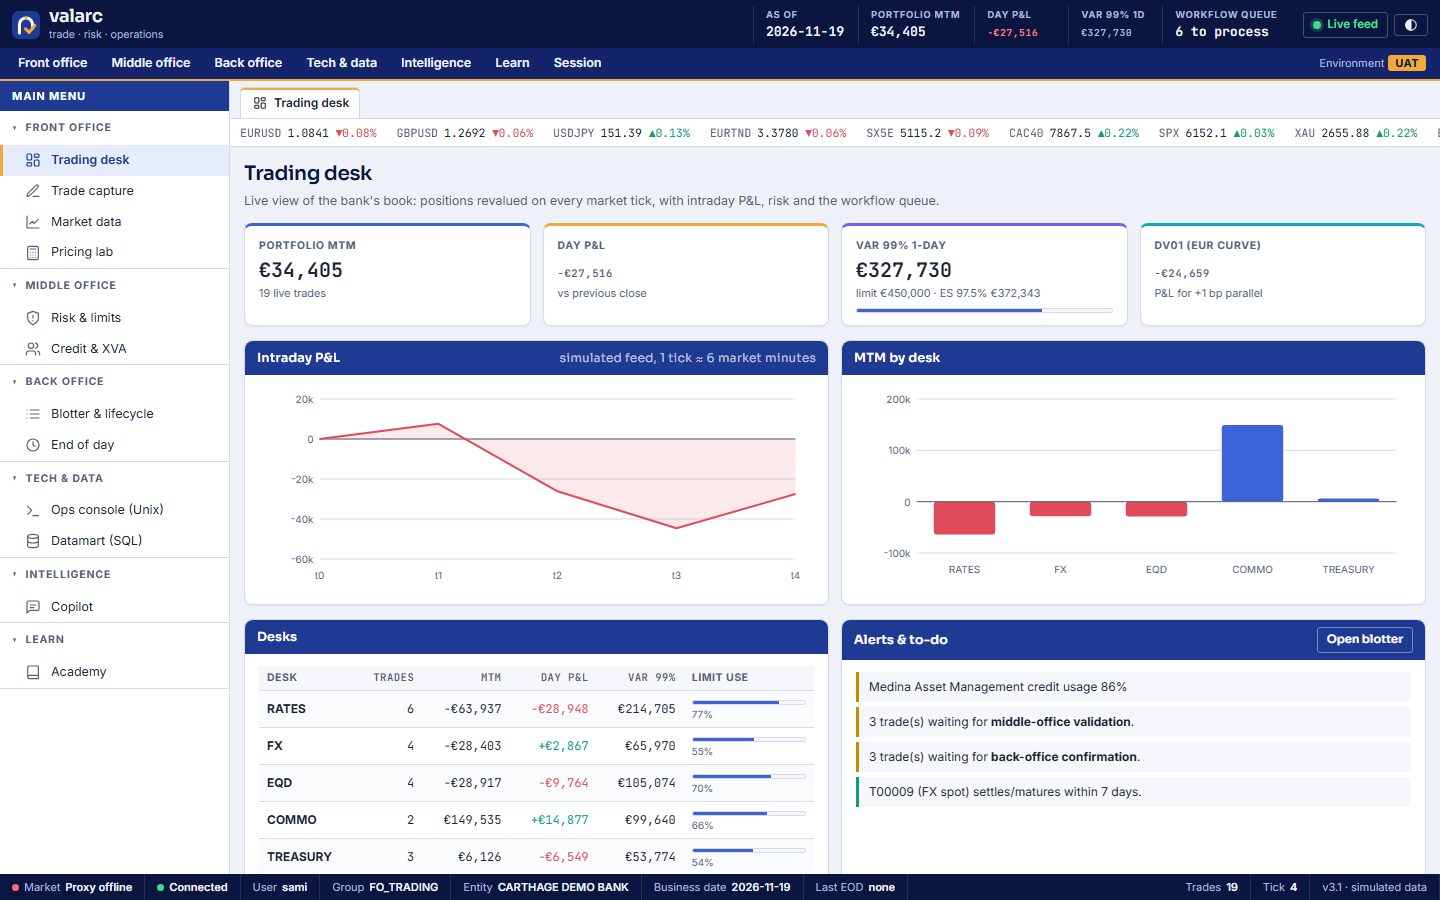 valarc
trade · risk · operations
AS OF
2026-11-19
PORTFOLIO MTM
€34,405
DAY P&L
-€27,516
VAR 99% 1D
€327,730
WORKFLOW QUEUE
6 to process
Live feed
Front office
Middle office
Back office
Tech & data
Intelligence
Learn
Session
Environment UAT
MAIN MENU
FRONT OFFICE
Trading desk
Trade capture
Market data
Pricing lab
MIDDLE OFFICE
Risk & limits
Credit & XVA
BACK OFFICE
Blotter & lifecycle
End of day
TECH & DATA
Ops console (Unix)
Datamart (SQL)
INTELLIGENCE
Copilot
LEARN
Academy
Trading desk
EURUSD 1.0841 ▼0.08% GBPUSD 1.2692 ▼0.06% USDJPY 151.39 ▲0.13% EURTND 3.3780 ▼0.06% SX5E 5115.2 ▼0.09% CAC40 7867.5 ▲0.22% SPX 6152.1 ▲0.03% XAU 2655.88 ▲0.22%
Trading desk
Live view of the bank's book: positions revalued on every market tick, with intraday P&L, risk and the workflow queue.
PORTFOLIO MTM
€34,405
19 live trades
DAY P&L
-€27,516
vs previous close
VAR 99% 1-DAY
€327,730
limit €450,000 · ES 97.5% €372,343
DV01 (EUR CURVE)
-€24,659
P&L for +1 bp parallel
Intraday P&L
simulated feed, 1 tick ≈ 6 market minutes
20k
0
-20k
-40k
-60k
t0 t1 t2 t3 t4
MTM by desk
200k
100k
0
-100k
RATES FX EQD COMMO TREASURY
Desks
DESK TRADES MTM DAY P&L VAR 99% LIMIT USE
RATES 6 -€63,937 -€28,948 €214,705 77%
FX 4 -€28,403 +€2,867 €65,970 55%
EQD 4 -€28,917 -€9,764 €105,074 70%
COMMO 2 €149,535 +€14,877 €99,640 66%
TREASURY 3 €6,126 -€6,549 €53,774 54%
Alerts & to-do
Open blotter
Medina Asset Management credit usage 86%
3 trade(s) waiting for middle-office validation.
3 trade(s) waiting for back-office confirmation.
T00009 (FX spot) settles/matures within 7 days.
Market Proxy offline
Connected
User sami
Group FO_TRADING
Entity CARTHAGE DEMO BANK
Business date 2026-11-19
Last EOD none
Trades 19
Tick 4
v3.1 · simulated data